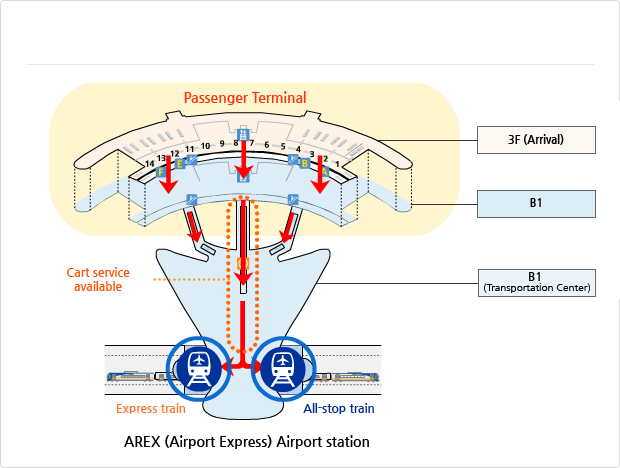 Passenger Terminal
3F (Arrival)
14 13 12 11 10 9 8 7 6 5 4 3 2 1
F E B A
B1
Cart service
available
B1
(Transportation Center)
Express train
All-stop train
AREX (Airport Express) Airport station